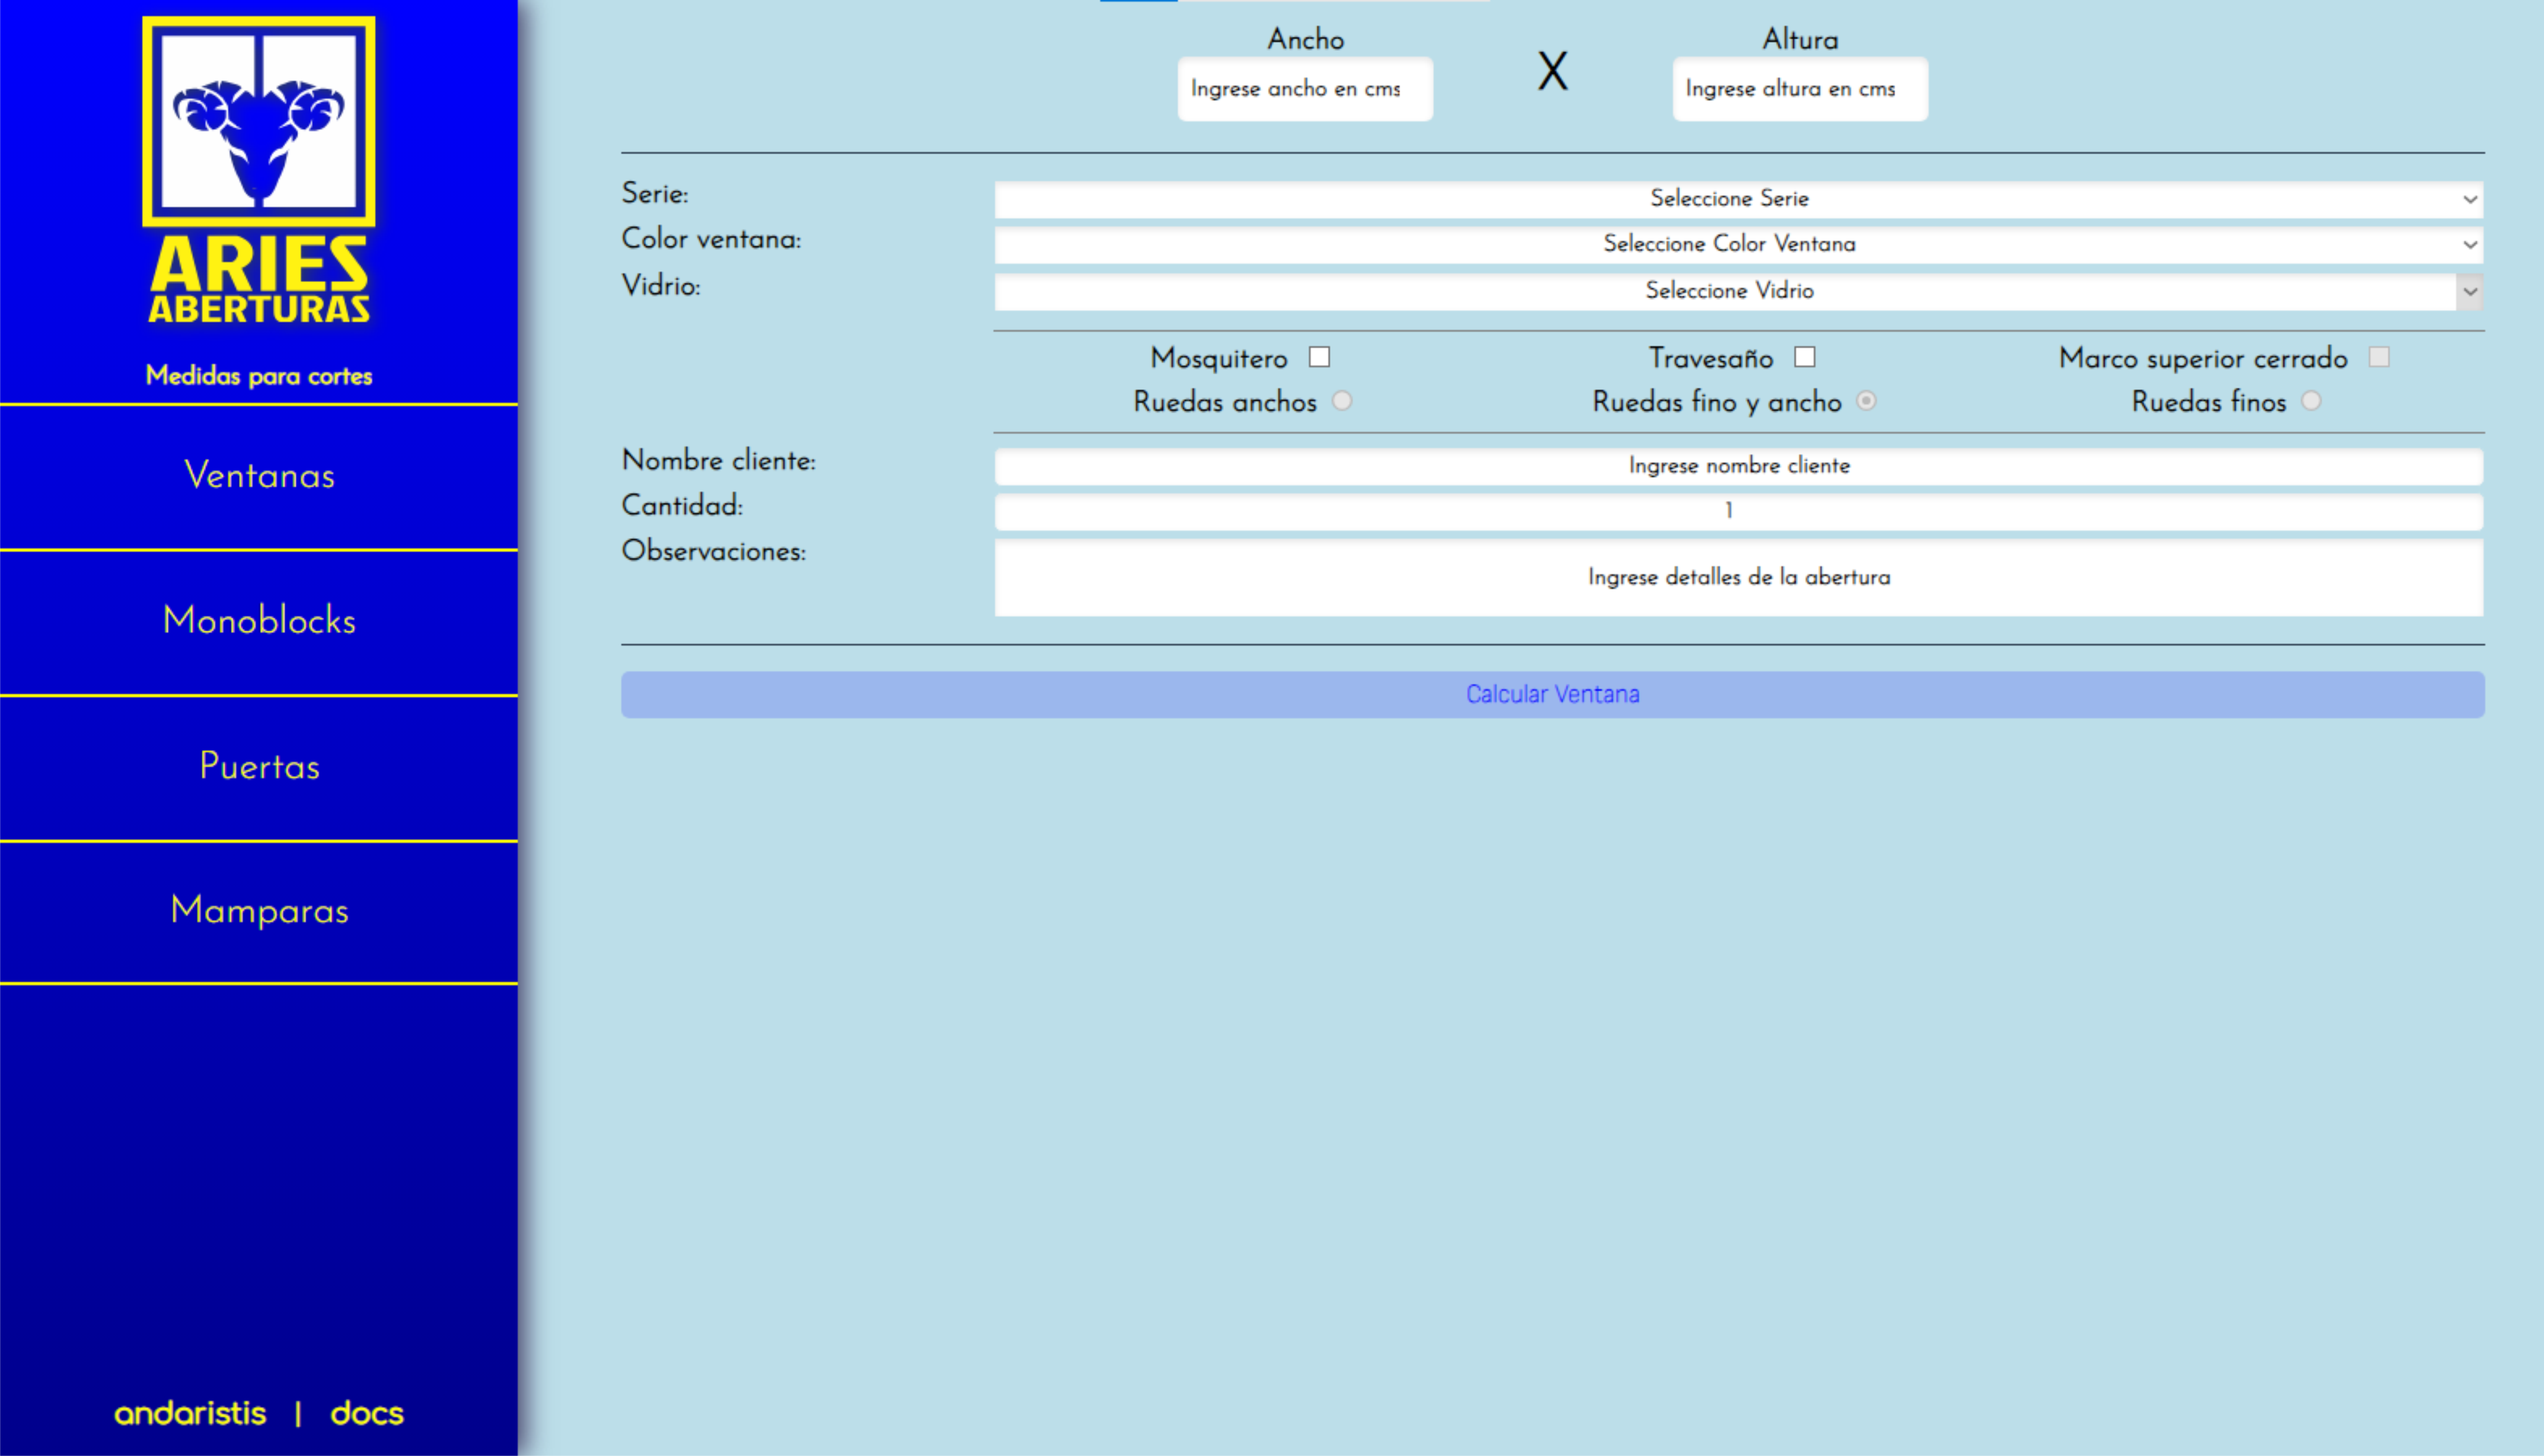 ARIES
ABERTURAS
Medidas para cortes
Ventanas
Monoblocks
Puertas
Mamparas
andaristis | docs
Ancho X Altura
Ingrese ancho en cms Ingrese altura en cms
Serie: Seleccione Serie
Color ventana: Seleccione Color Ventana
Vidrio: Seleccione Vidrio
Mosquitero Travesaño Marco superior cerrado
Ruedas anchos Ruedas fino y ancho Ruedas finos
Nombre cliente: Ingrese nombre cliente
Cantidad: 1
Observaciones: Ingrese detalles de la abertura
Calcular Ventana